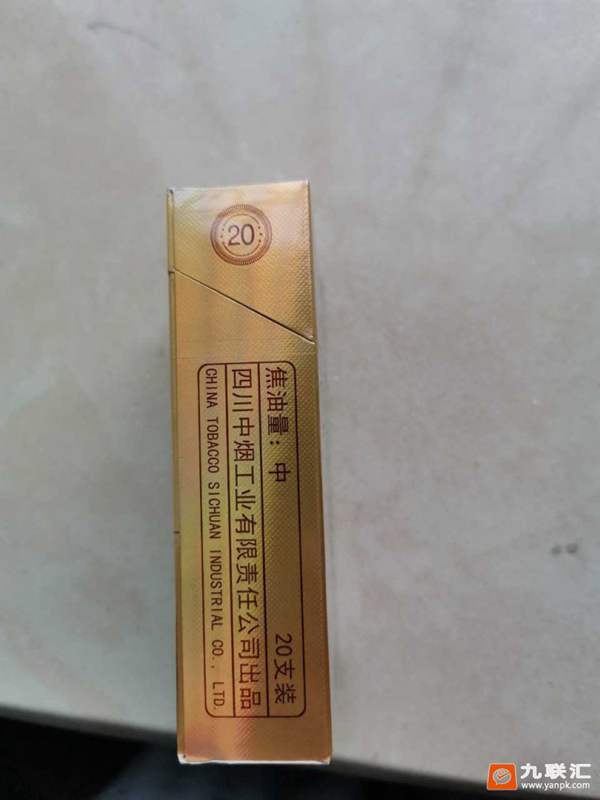 20
焦油量：中 20支装
四川中烟工业有限责任公司出品
CHINA TOBACCO SICHUAN INDUSTRIAL CO., LTD.
九联汇
www.yanpk.com